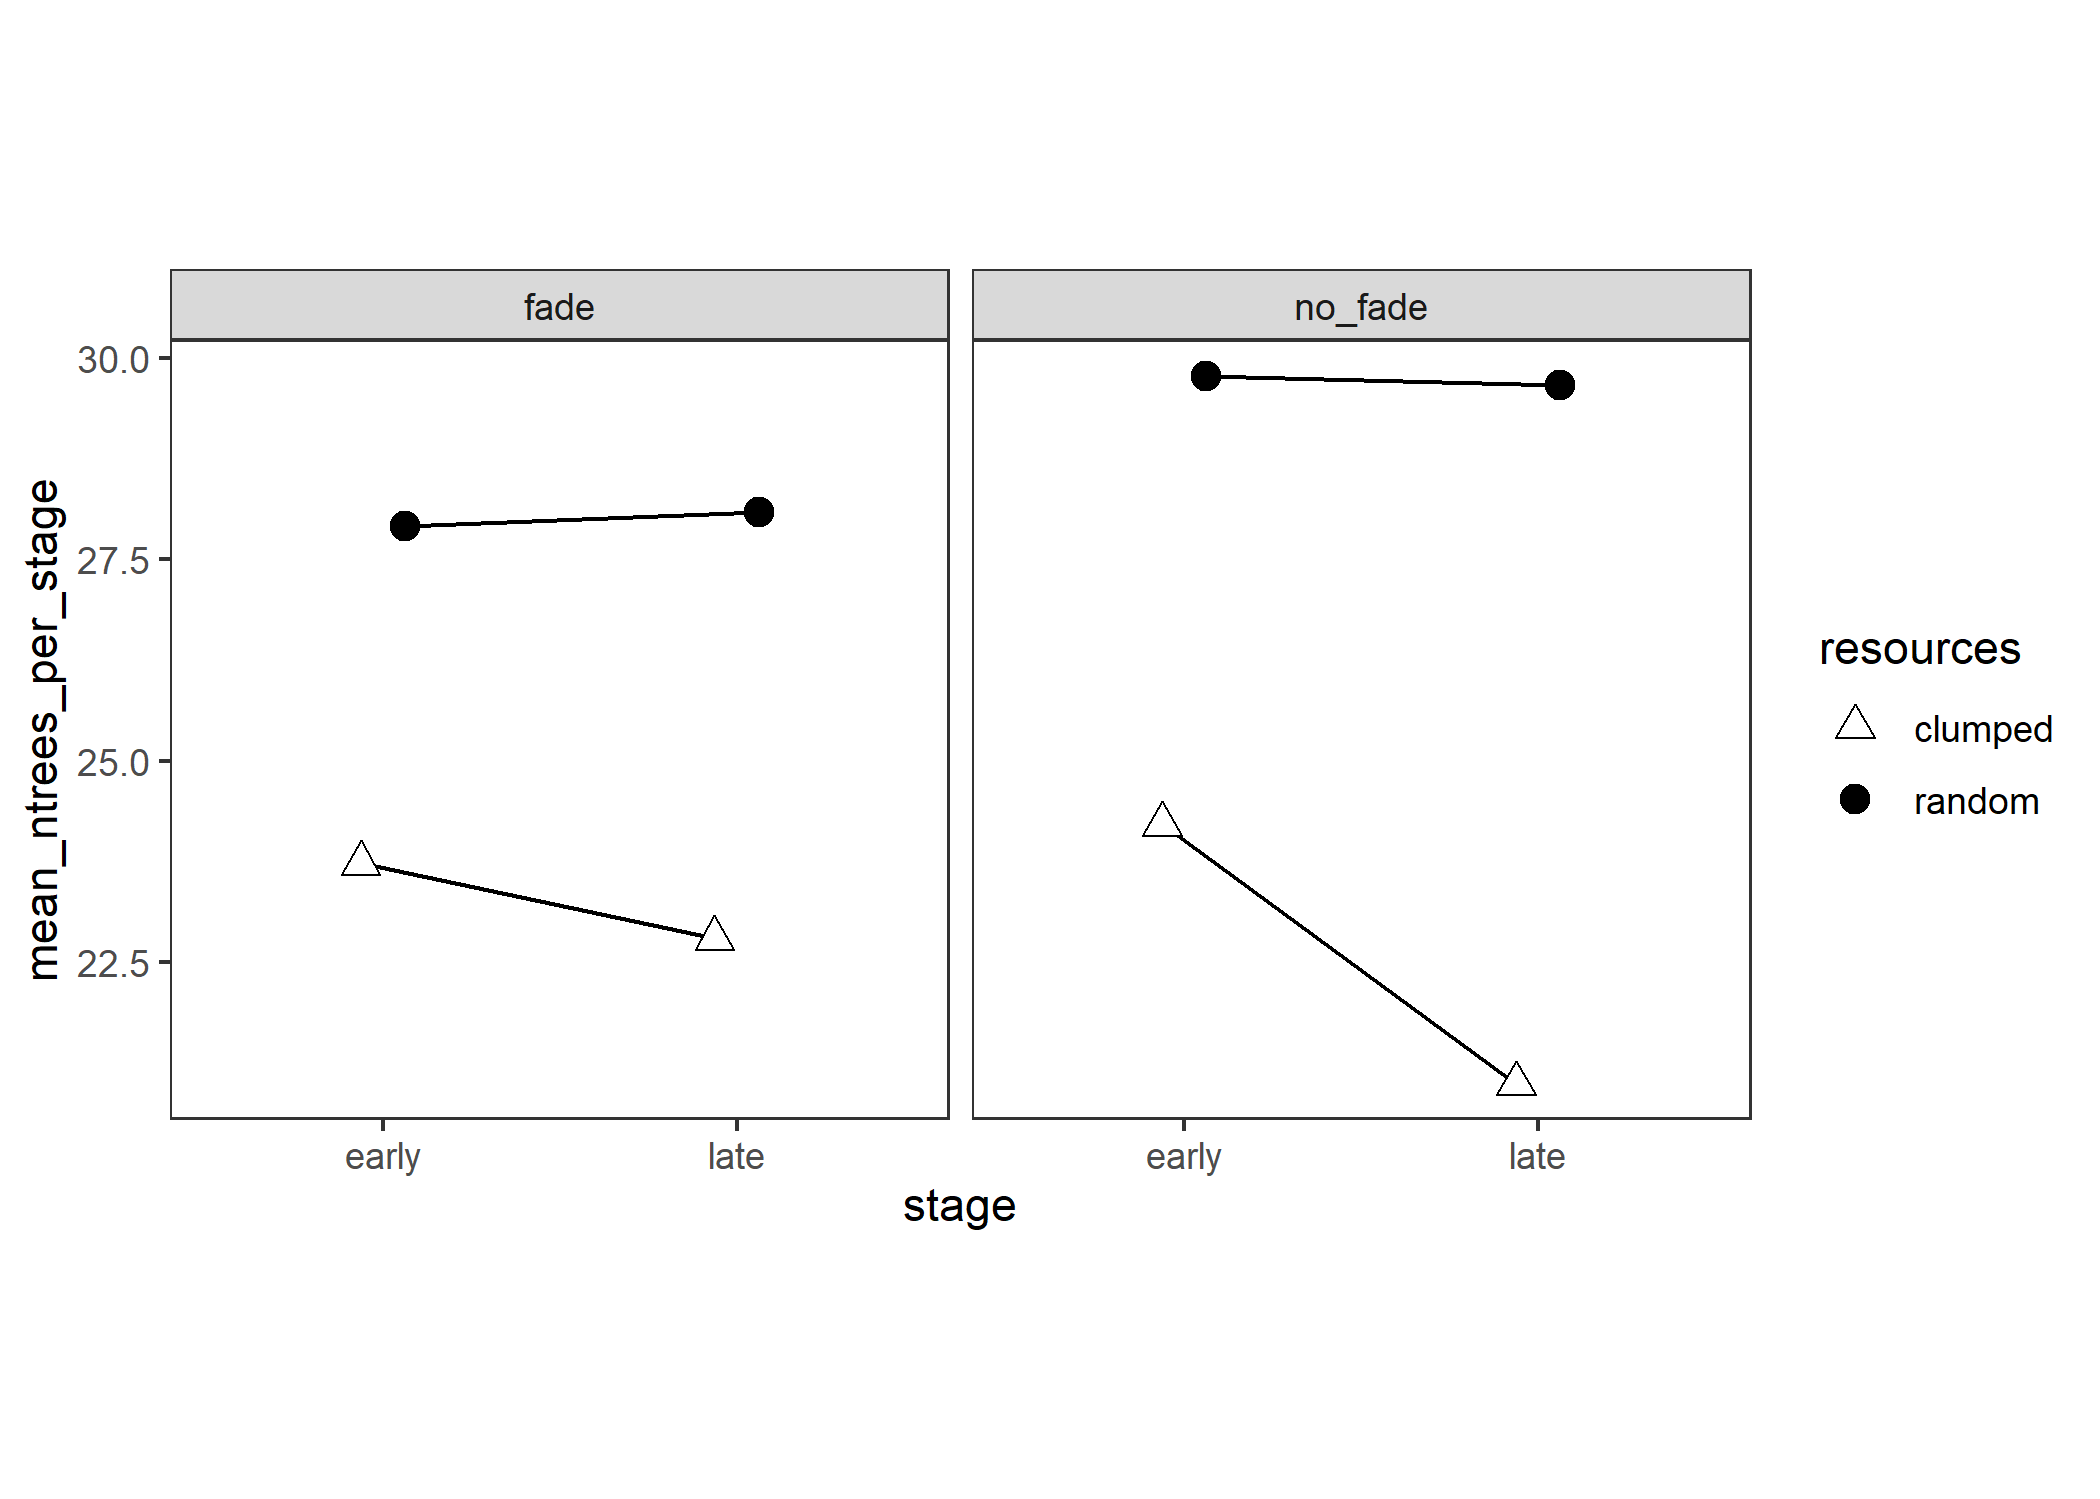 fade
no_fade
30.0
27.5
25.0
22.5
mean_ntrees_per_stage
early
late
early
late
stage
resources
clumped
random